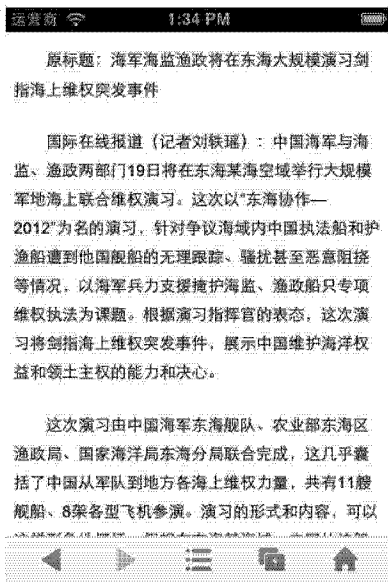 运营商 1:34 PM
原标题：海军海监渔政将在东海大规模演习剑
指海上维权突发事件
国际在线报道（记者刘轶瑶）：中国海军与海
监、渔政两部门19日将在东海某海空域举行大规模
军地海上联合维权演习。这次以“东海协作—
2012”为名的演习，针对争议海域内中国执法船和护
渔船遭到他国舰船的无理跟踪、骚扰甚至恶意阻挠
等情况，以海军兵力支援掩护海监、渔政船只专项
维权执法为课题。根据演习指挥官的表态，这次演
习将剑指海上维权突发事件，展示中国维护海洋权
益和领土主权的能力和决心。
这次演习由中国海军东海舰队、农业部东海区
渔政局、国家海洋局东海分局联合完成，这几乎囊
括了中国从军队到地方各海上维权力量，共有11艘
舰船、8架各型飞机参演。演习的形式和内容，可以